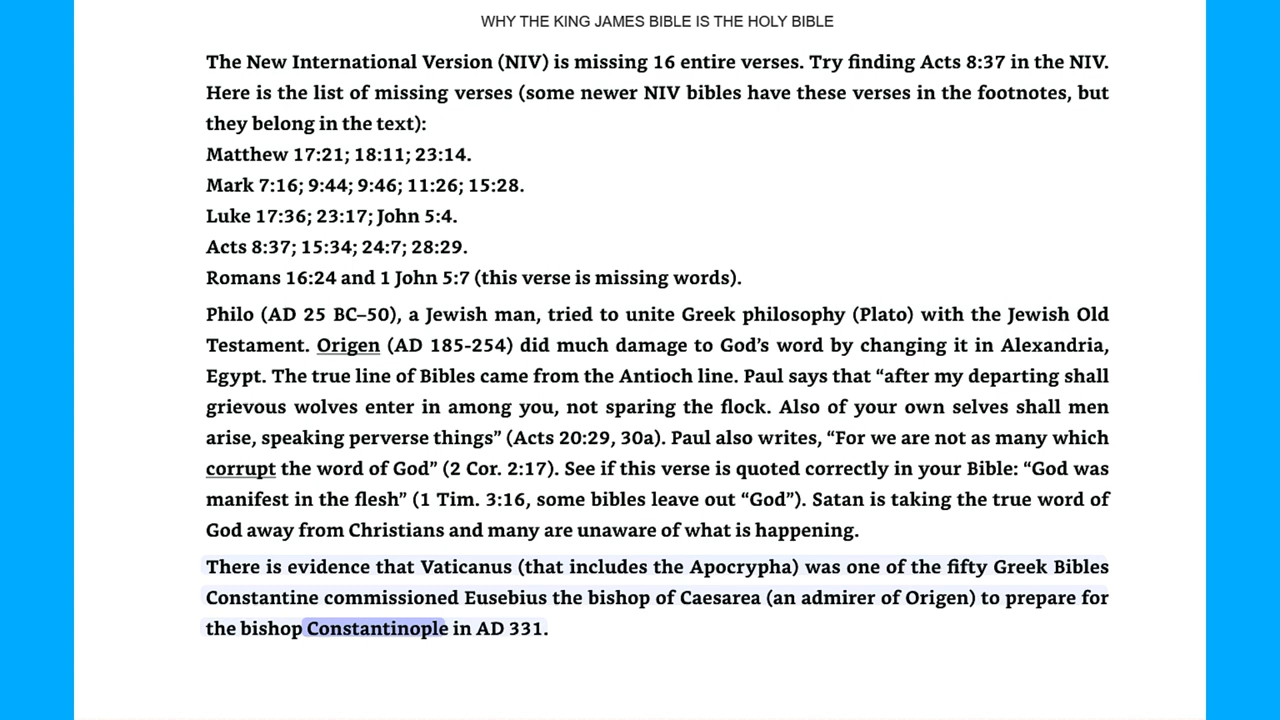 WHY THE KING JAMES BIBLE IS THE HOLY BIBLE
The New International Version (NIV) is missing 16 entire verses. Try finding Acts 8:37 in the NIV.
Here is the list of missing verses (some newer NIV bibles have these verses in the footnotes, but
they belong in the text):
Matthew 17:21; 18:11; 23:14.
Mark 7:16; 9:44; 9:46; 11:26; 15:28.
Luke 17:36; 23:17; John 5:4.
Acts 8:37; 15:34; 24:7; 28:29.
Romans 16:24 and 1 John 5:7 (this verse is missing words).
Philo (AD 25 BC–50), a Jewish man, tried to unite Greek philosophy (Plato) with the Jewish Old
Testament. Origen (AD 185-254) did much damage to God’s word by changing it in Alexandria,
Egypt. The true line of Bibles came from the Antioch line. Paul says that “after my departing shall
grievous wolves enter in among you, not sparing the flock. Also of your own selves shall men
arise, speaking perverse things” (Acts 20:29, 30a). Paul also writes, “For we are not as many which
corrupt the word of God” (2 Cor. 2:17). See if this verse is quoted correctly in your Bible: “God was
manifest in the flesh” (1 Tim. 3:16, some bibles leave out “God”). Satan is taking the true word of
God away from Christians and many are unaware of what is happening.
There is evidence that Vaticanus (that includes the Apocrypha) was one of the fifty Greek Bibles
Constantine commissioned Eusebius the bishop of Caesarea (an admirer of Origen) to prepare for
the bishop Constantinople in AD 331.